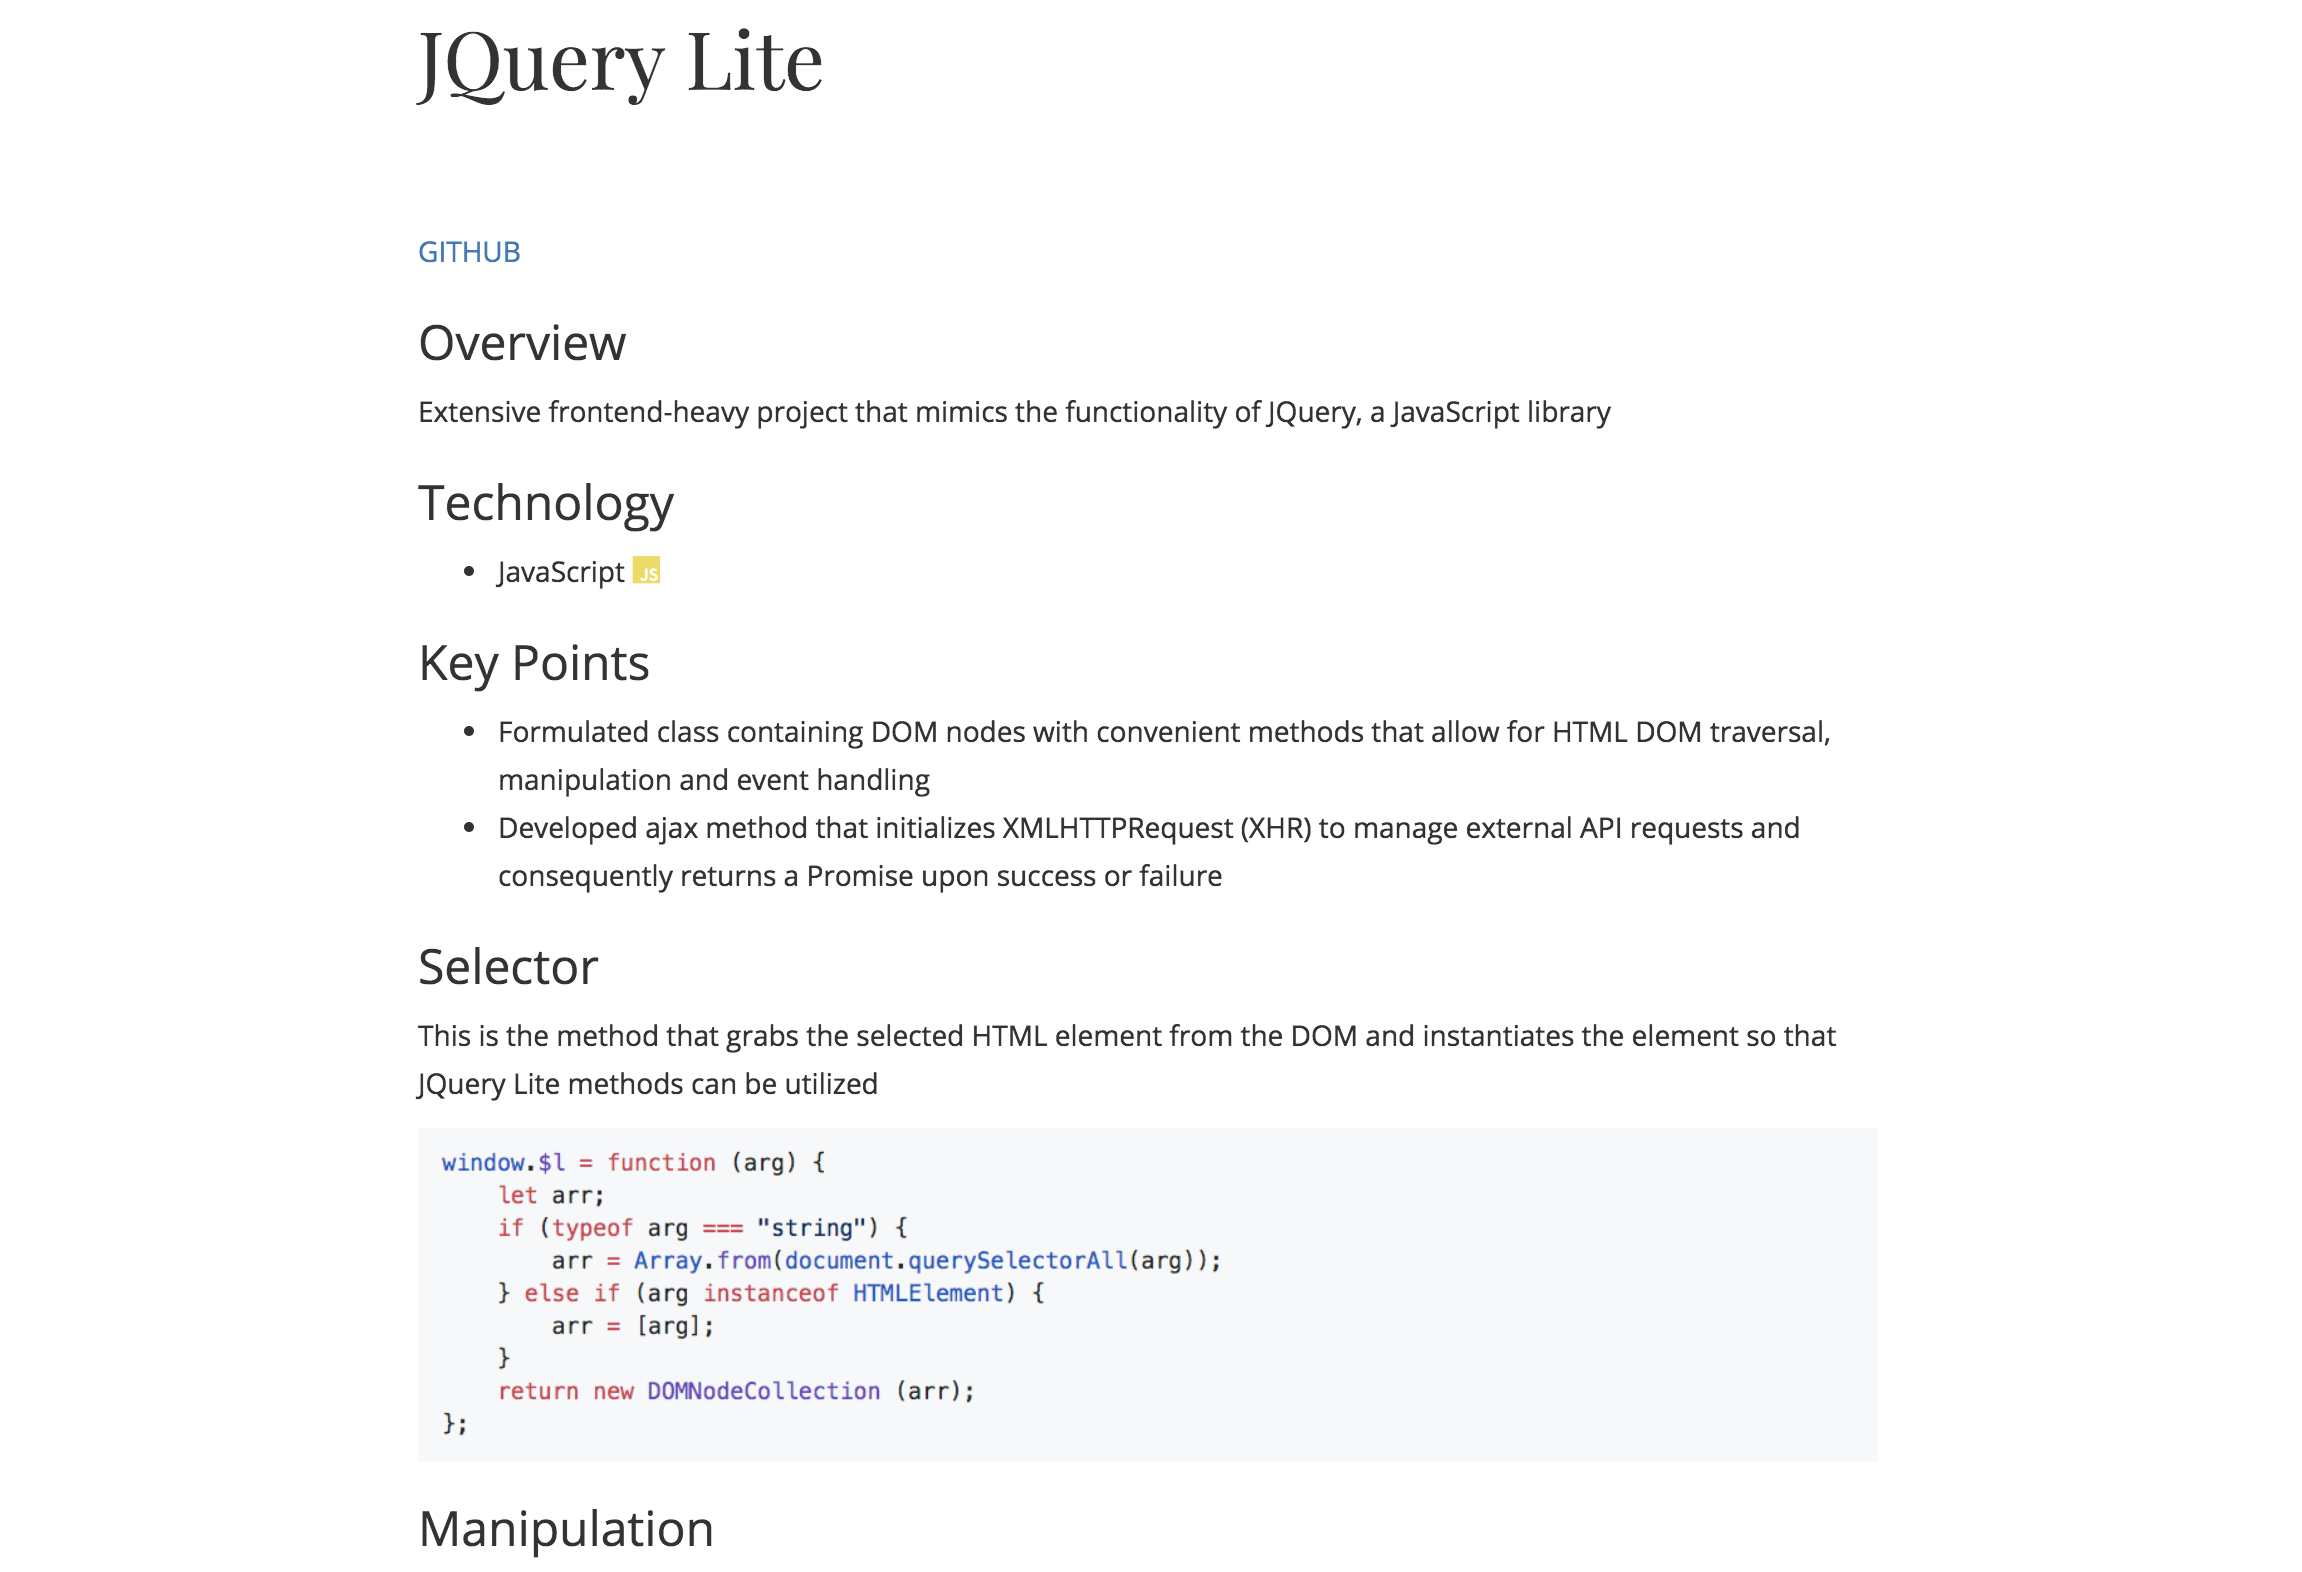 JQuery Lite
GITHUB
Overview
Extensive frontend-heavy project that mimics the functionality of JQuery, a JavaScript library
Technology
• JavaScript JS
Key Points
• Formulated class containing DOM nodes with convenient methods that allow for HTML DOM traversal,
manipulation and event handling
• Developed ajax method that initializes XMLHTTPRequest (XHR) to manage external API requests and
consequently returns a Promise upon success or failure
Selector
This is the method that grabs the selected HTML element from the DOM and instantiates the element so that
JQuery Lite methods can be utilized
window.$l = function (arg) {
    let arr;
    if (typeof arg === "string") {
        arr = Array.from(document.querySelectorAll(arg));
    } else if (arg instanceof HTMLElement) {
        arr = [arg];
    }
    return new DOMNodeCollection (arr);
};
Manipulation